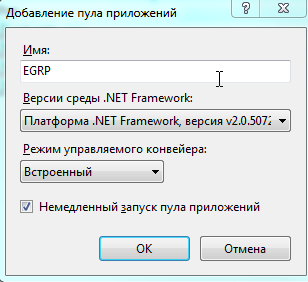 Добавление пула приложений
?
Имя:
EGRP
Версии среды .NET Framework:
Платформа .NET Framework, версия v2.0.5072
Режим управляемого конвейера:
Встроенный
Немедленный запуск пула приложений
ОК
Отмена